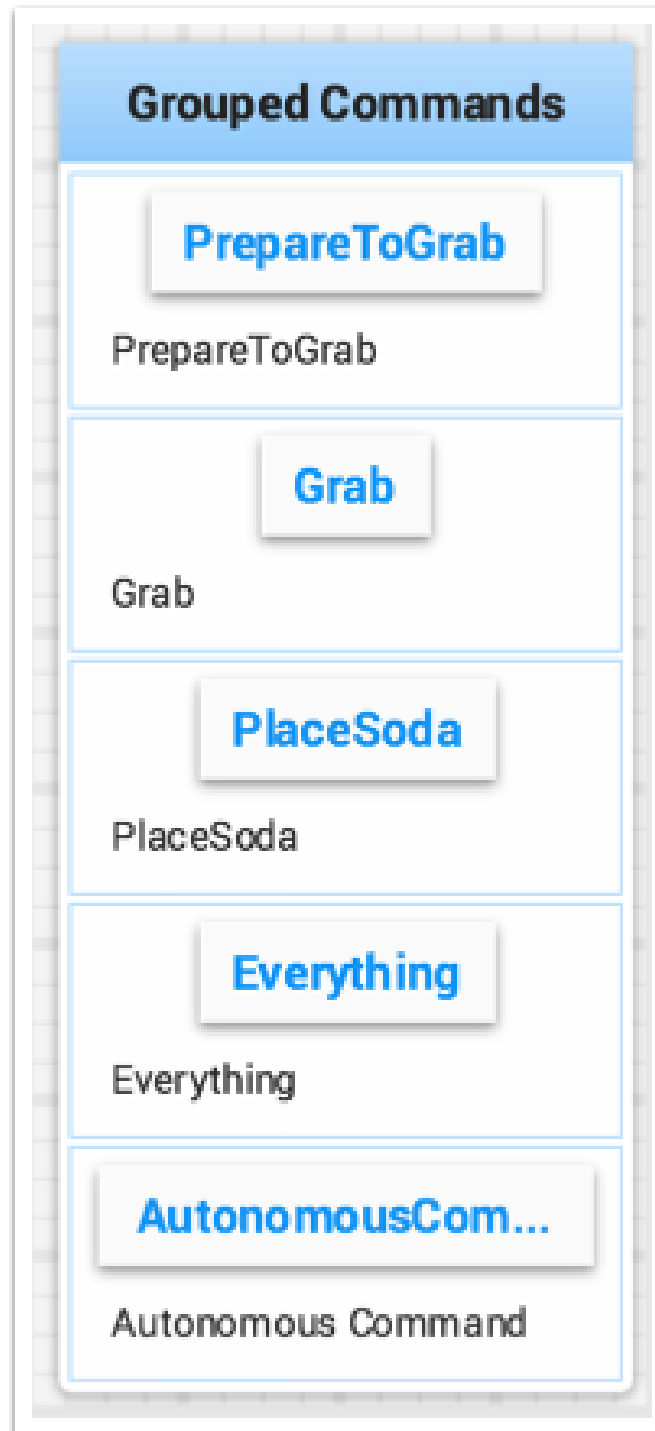 Grouped Commands
PrepareToGrab
PrepareToGrab
Grab
Grab
PlaceSoda
PlaceSoda
Everything
Everything
AutonomousCom...
Autonomous Command